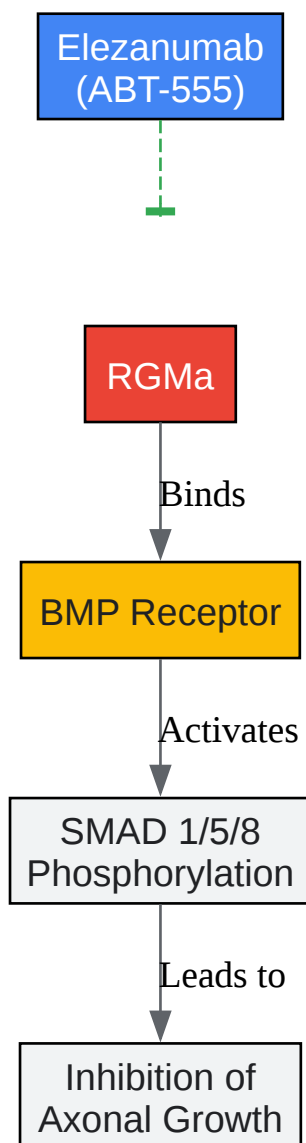 Elezanumab
(ABT-555)
RGMa
Binds
BMP Receptor
Activates
SMAD 1/5/8
Phosphorylation
Leads to
Inhibition of
Axonal Growth